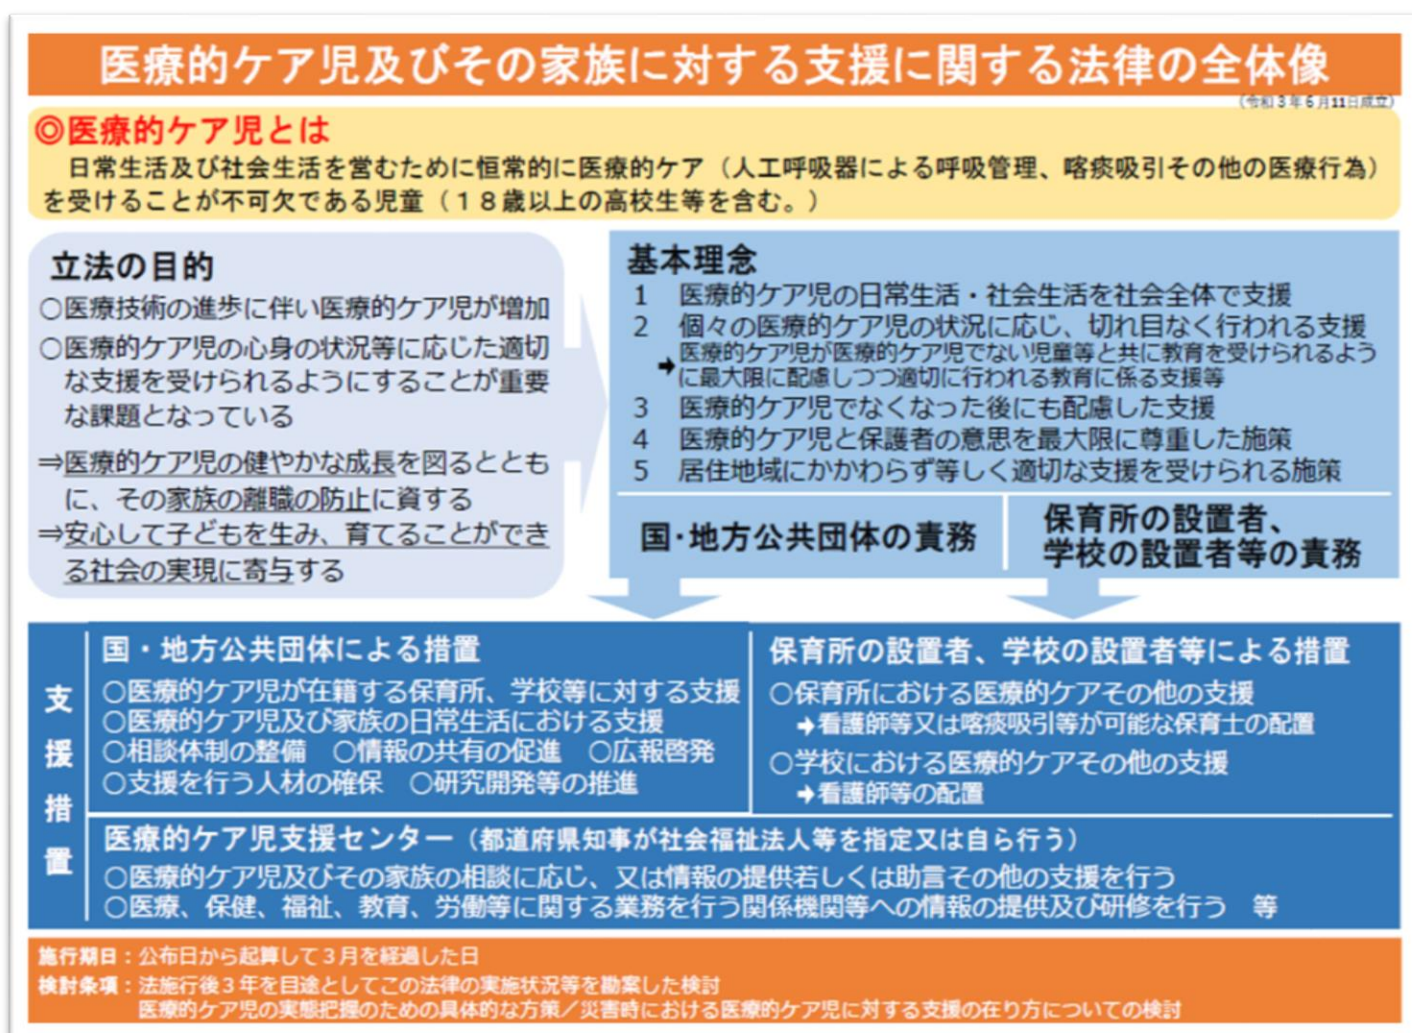 医療的ケア児及びその家族に対する支援に関する法律の全体像
（令和３年６月11日成立）
◎医療的ケア児とは
日常生活及び社会生活を営むために恒常的に医療的ケア（人工呼吸器による呼吸管理、喀痰吸引その他の医療行為）
を受けることが不可欠である児童（１８歳以上の高校生等を含む。）
立法の目的
○医療技術の進歩に伴い医療的ケア児が増加
○医療的ケア児の心身の状況等に応じた適切
な支援を受けられるようにすることが重要
な課題となっている
⇒医療的ケア児の健やかな成長を図るととも
に、その家族の離職の防止に資する
⇒安心して子どもを生み、育てることができ
る社会の実現に寄与する
基本理念
1　医療的ケア児の日常生活・社会生活を社会全体で支援
2　個々の医療的ケア児の状況に応じ、切れ目なく行われる支援
➡医療的ケア児が医療的ケア児でない児童等と共に教育を受けられるよう
に最大限に配慮しつつ適切に行われる教育に係る支援等
3　医療的ケア児でなくなった後にも配慮した支援
4　医療的ケア児と保護者の意思を最大限に尊重した施策
5　居住地域にかかわらず等しく適切な支援を受けられる施策
国・地方公共団体の責務
保育所の設置者、
学校の設置者等の責務
支援措置
国・地方公共団体による措置
○医療的ケア児が在籍する保育所、学校等に対する支援
○医療的ケア児及び家族の日常生活における支援
○相談体制の整備　○情報の共有の促進　○広報啓発
○支援を行う人材の確保　○研究開発等の推進
保育所の設置者、学校の設置者等による措置
○保育所における医療的ケアその他の支援
➡看護師等又は喀痰吸引等が可能な保育士の配置
○学校における医療的ケアその他の支援
➡看護師等の配置
医療的ケア児支援センター（都道府県知事が社会福祉法人等を指定又は自ら行う）
○医療的ケア児及びその家族の相談に応じ、又は情報の提供若しくは助言その他の支援を行う
○医療、保健、福祉、教育、労働等に関する業務を行う関係機関等への情報の提供及び研修を行う　等
施行期日：公布日から起算して３月を経過した日
検討条項：法施行後３年を目途としてこの法律の実施状況等を勘案した検討
医療的ケア児の実態把握のための具体的な方策／災害時における医療的ケア児に対する支援の在り方についての検討